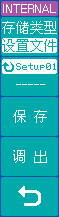 INTERNAL
存储类型
设置文件
Setup01
-----
保存
调出